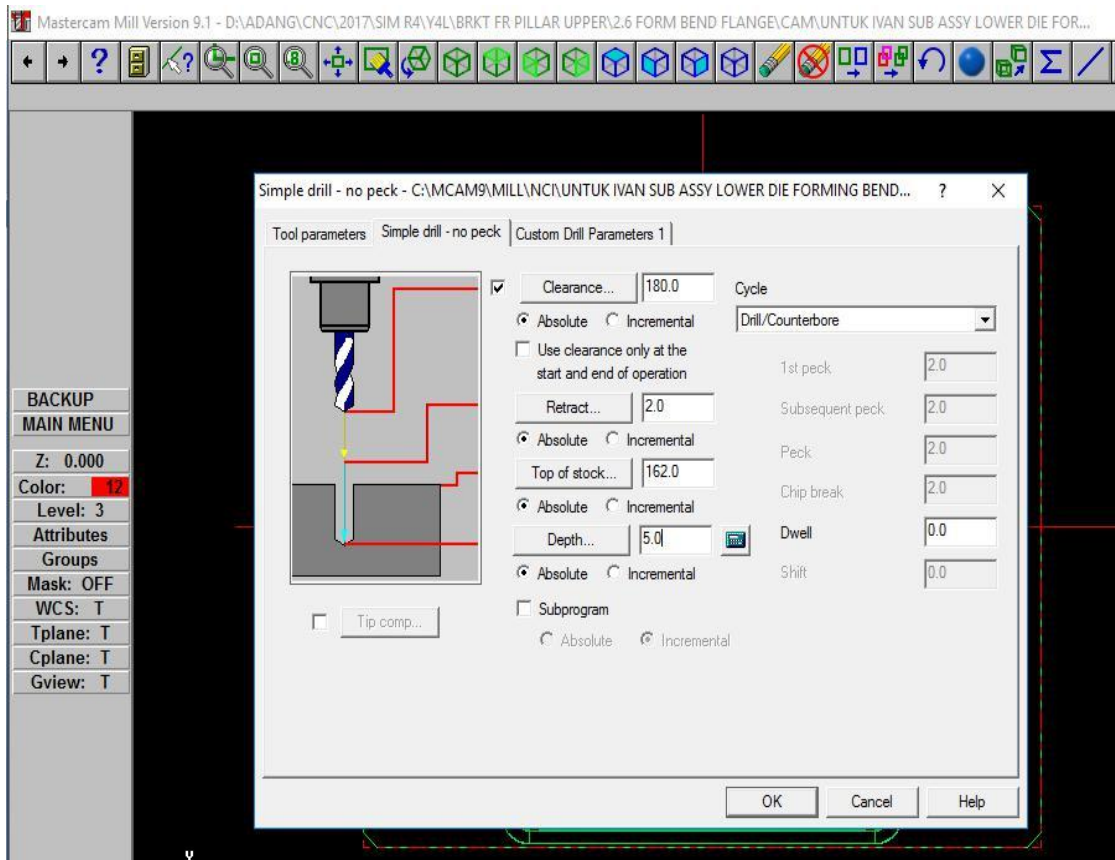 Mastercam Mill Version 9.1 - D:\ADANG\CNC\2017\SIM R4\Y4L\BRKT FR PILLAR UPPER\2.6 FORM BEND FLANGE\CAM\UNTUK IVAN SUB ASSY LOWER DIE FOR...
Simple drill - no peck - C:\MCAM9\MILL\NCI\UNTUK IVAN SUB ASSY LOWER DIE FORMING BEND... ? X
Tool parameters Simple drill - no peck Custom Drill Parameters 1
Clearance... 180.0
Absolute Incremental
Use clearance only at the
start and end of operation
Retract... 2.0
Absolute Incremental
Top of stock... 162.0
Absolute Incremental
Depth... 5.0
Absolute Incremental
Tip comp...
Subprogram
Absolute Incremental
Cycle
Drill/Counterbore
1st peck 2.0
Subsequent peck 2.0
Peck 2.0
Chip break 2.0
Dwell 0.0
Shift 0.0
OK Cancel Help
BACKUP
MAIN MENU
Z: 0.000
Color: 12
Level: 3
Attributes
Groups
Mask: OFF
WCS: T
Tplane: T
Cplane: T
Gview: T
Y